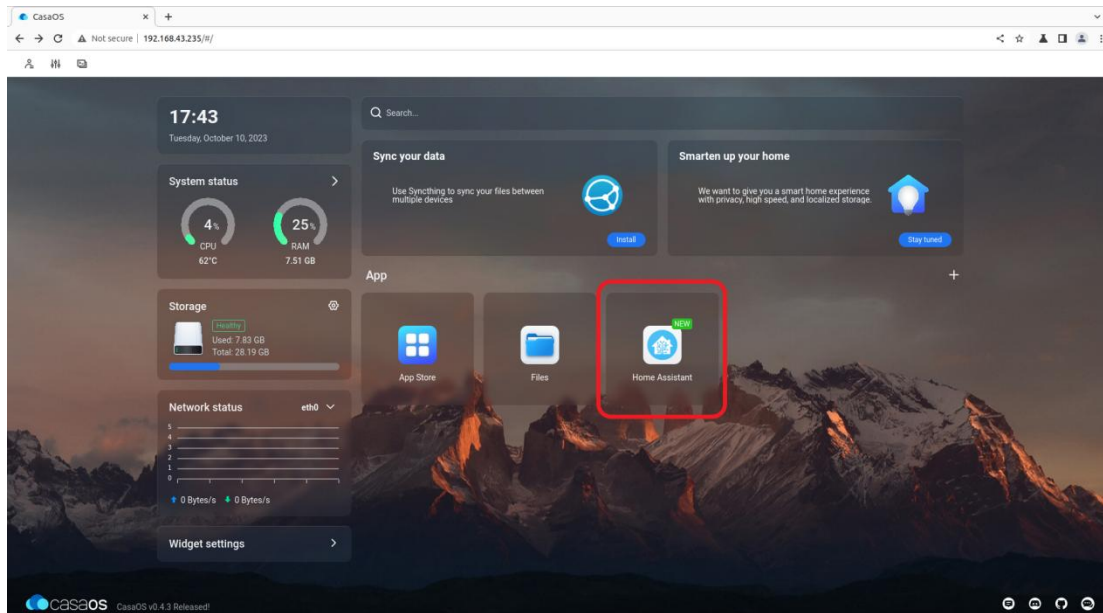 CasaOS
Not secure | 192.168.43.235/#/
17:43
Tuesday, October 10, 2023
Search...
System status
4%
CPU
62°C
25%
RAM
7.51 GB
Storage
Healthy
Used: 7.83 GB
Total: 28.19 GB
Network status
eth0
5
4
3
2
1
0
0 Bytes/s
0 Bytes/s
Widget settings
Sync your data
Use Syncthing to sync your files between
multiple devices
Install
Smarten up your home
We want to give you a smart home experience
with privacy, high speed, and localized storage.
Stay tuned
App
App Store
Files
NEW
Home Assistant
CasaOS
CasaOS v0.4.3 Released!